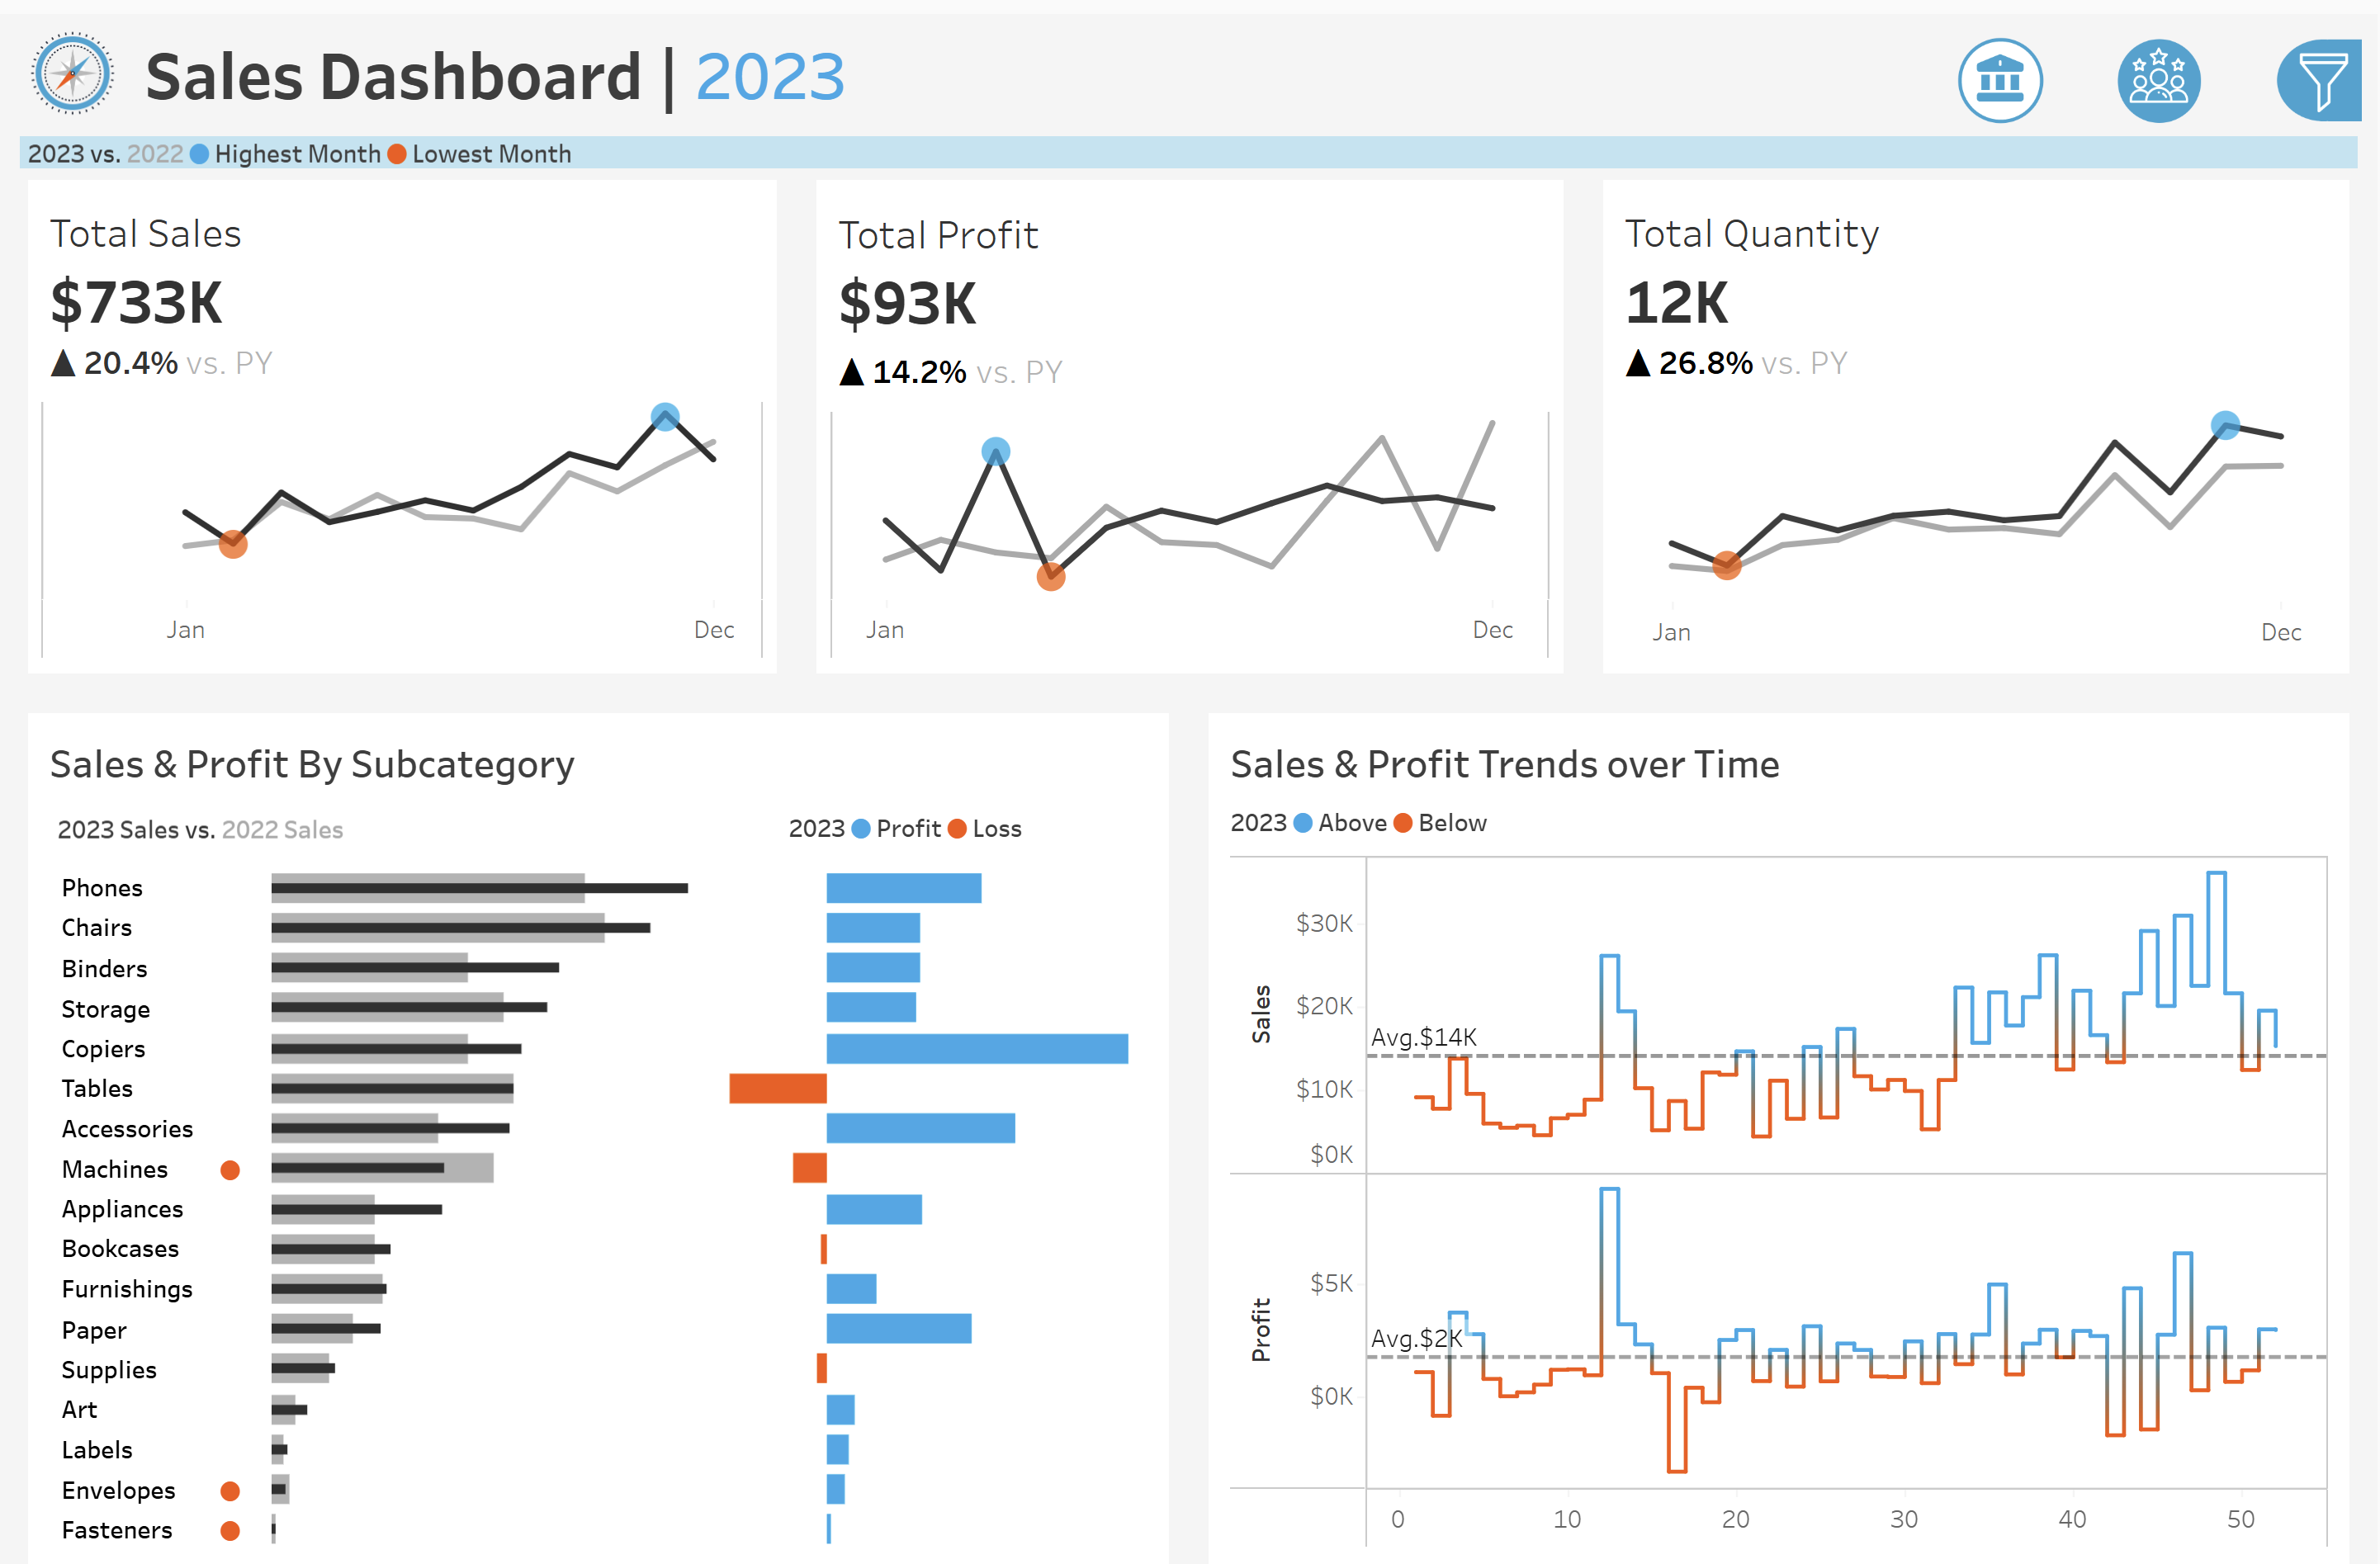 Sales Dashboard | 2023
2023 vs. 2022 Highest Month Lowest Month
Total Sales
$733K
▲ 20.4% vs. PY
Jan Dec
Total Profit
$93K
▲ 14.2% vs. PY
Jan Dec
Total Quantity
12K
▲ 26.8% vs. PY
Jan Dec
Sales & Profit By Subcategory
2023 Sales vs. 2022 Sales
2023 Profit Loss
Phones
Chairs
Binders
Storage
Copiers
Tables
Accessories
Machines
Appliances
Bookcases
Furnishings
Paper
Supplies
Art
Labels
Envelopes
Fasteners
Sales & Profit Trends over Time
2023 Above Below
Sales
$30K
$20K
Avg.$14K
$10K
$0K
Profit
$5K
Avg.$2K
$0K
0 10 20 30 40 50